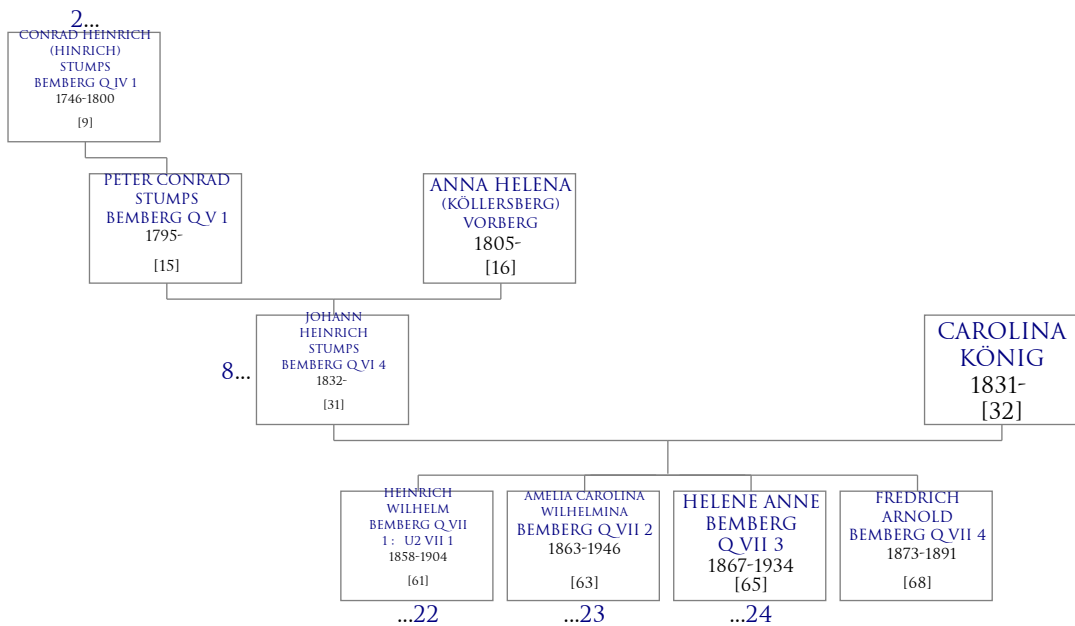 2...
CONRAD HEINRICH
(HINRICH)
STUMPS
BEMBERG Q IV 1
1746-1800
[9]
PETER CONRAD
STUMPS
BEMBERG Q V 1
1795-
[15]
ANNA HELENA
(KÖLLERSBERG)
VORBERG
1805-
[16]
8...
JOHANN
HEINRICH
STUMPS
BEMBERG Q VI 4
1832-
[31]
CAROLINA
KÖNIG
1831-
[32]
HEINRICH
WILHELM
BEMBERG Q VII
1 : U2 VII 1
1858-1904
[61]
AMELIA CAROLINA
WILHELMINA
BEMBERG Q VII 2
1863-1946
[63]
HELENE ANNE
BEMBERG
Q VII 3
1867-1934
[65]
FREDRICH
ARNOLD
BEMBERG Q VII 4
1873-1891
[68]
...22
...23
...24